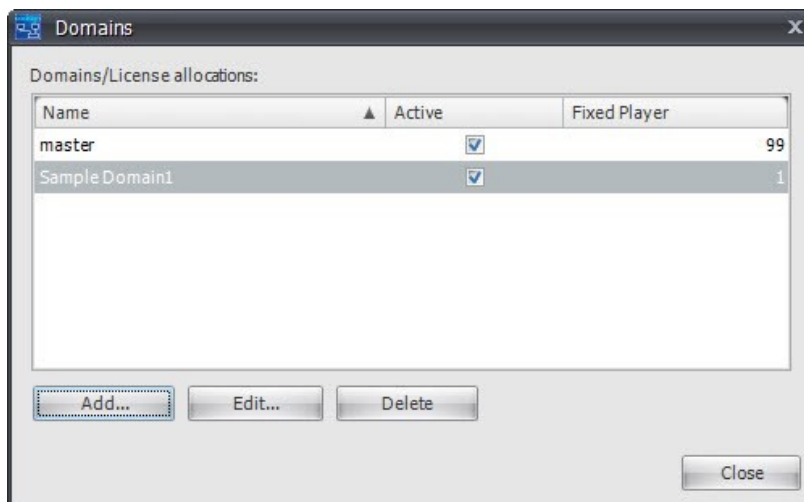 Domains
Domains/License allocations:
Name Active Fixed Player
master 99
Sample Domain1 1
Add... Edit... Delete
Close